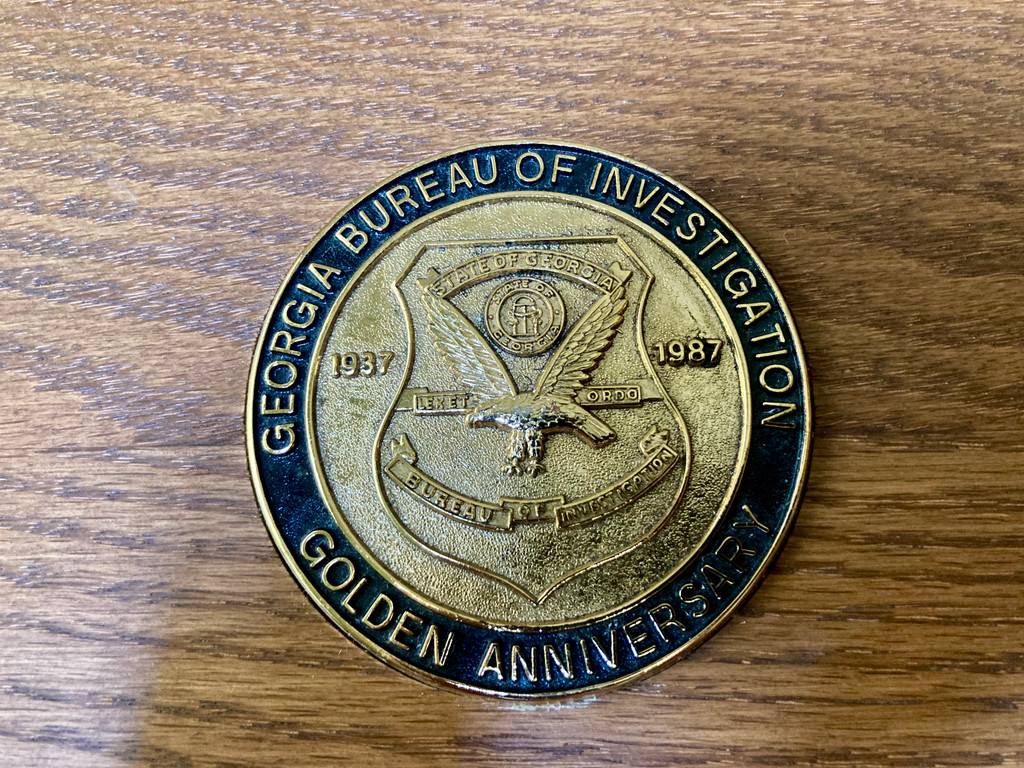 GEORGIA BUREAU OF INVESTIGATION
STATE OF GEORGIA
STATE OF
GEORGIA
1937 1987
LEX ET ORDO
BUREAU OF INVESTIGATION
GOLDEN ANNIVERSARY